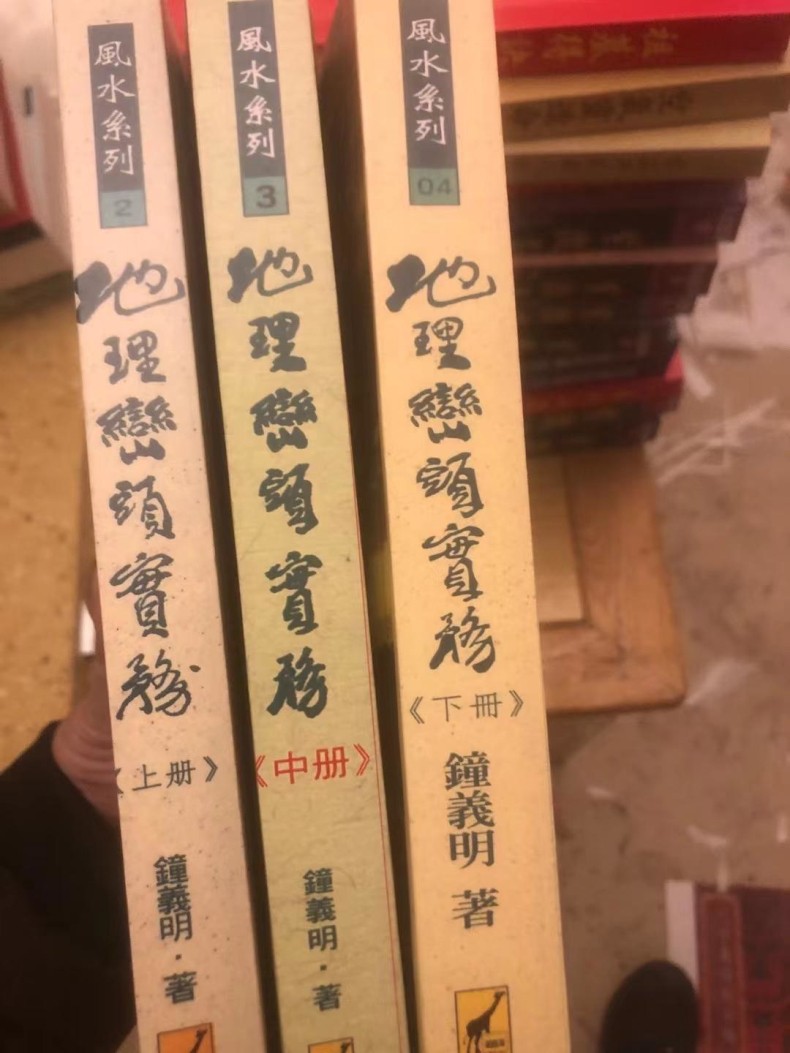 風水系列
2
地理巒頭實務
《上册》
鐘義明·著
風水系列
3
地理巒頭實務
《中册》
鐘義明·著
風水系列
04
地理巒頭實務
《下冊》
鐘義明 著